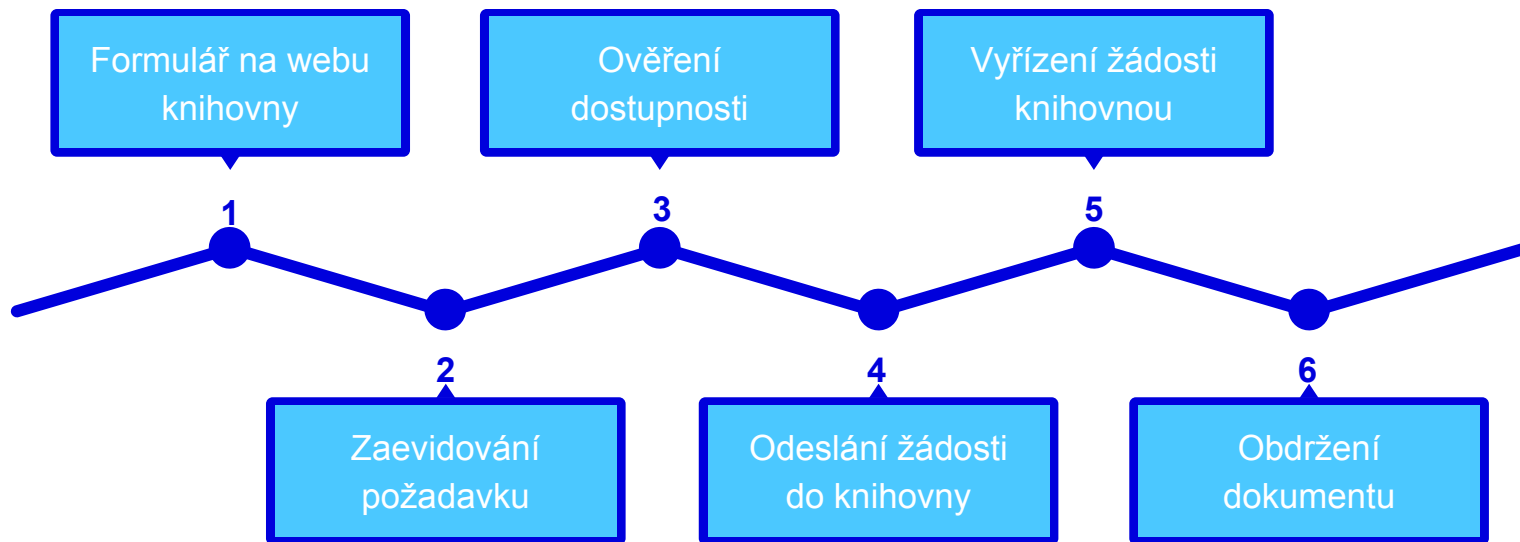 Formulář na webu
knihovny
1
2
Zaevidování
požadavku
Ověření
dostupnosti
3
4
Odeslání žádosti
do knihovny
Vyřízení žádosti
knihovnou
5
6
Obdržení
dokumentu